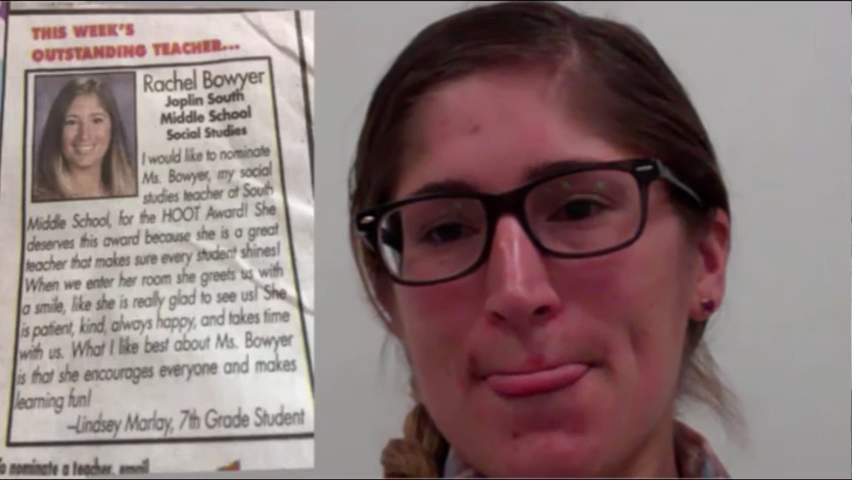 THIS WEEK'S
OUTSTANDING TEACHER...
Rachel Bowyer
Joplin South
Middle School
Social Studies
I would like to nominate
Ms. Bowyer, my social
studies teacher at South
Middle School, for the HOOT Award! She
deserves this award because she is a great
teacher that makes sure every student shines!
When we enter her room she greets us with
a smile, like she is really glad to see us! She
is patient, kind, always happy, and takes time
with us. What I like best about Ms. Bowyer
is that she encourages everyone and makes
learning fun!
–Lindsey Marlay, 7th Grade Student
nominate a teacher, email